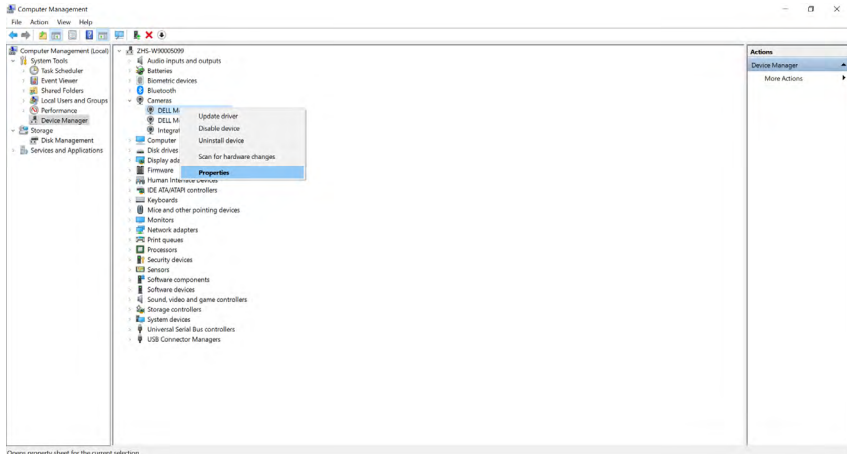 Computer Management
File Action View Help
Computer Management (Local)
System Tools
Task Scheduler
Event Viewer
Shared Folders
Local Users and Groups
Performance
Device Manager
Storage
Disk Management
Services and Applications
ZHS-W90005099
Audio inputs and outputs
Batteries
Biometric devices
Bluetooth
Cameras
DELL M
DELL M
Integrat
Computer
Disk drives
Display ada
Firmware
Human Interface Devices
IDE ATA/ATAPI controllers
Keyboards
Mice and other pointing devices
Monitors
Network adapters
Print queues
Processors
Security devices
Sensors
Software components
Software devices
Sound, video and game controllers
Storage controllers
System devices
Universal Serial Bus controllers
USB Connector Managers
Update driver
Disable device
Uninstall device
Scan for hardware changes
Properties
Actions
Device Manager
More Actions
Opens property sheet for the current selection.